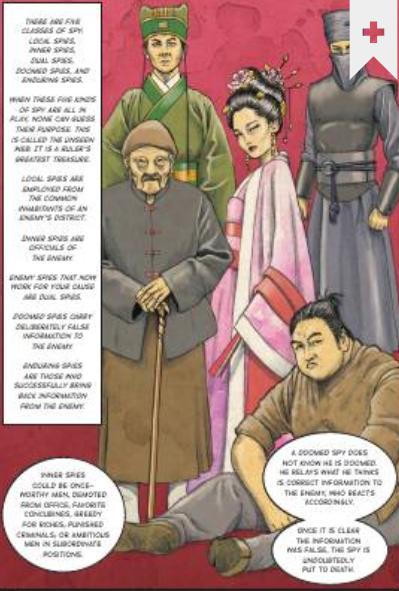 THERE ARE FIVE
CLASSES OF SPY:
LOCAL SPIES,
INNER SPIES,
DUAL SPIES,
DOOMED SPIES, AND
ENDURING SPIES.
WHEN THESE FIVE KINDS
OF SPY ARE ALL IN
PLAY, NONE CAN GUESS
THEIR PURPOSE. THIS
IS CALLED THE UNSEEN
WEB. IT IS A RULER'S
GREATEST TREASURE.
LOCAL SPIES ARE
EMPLOYED FROM
THE COMMON
INHABITANTS OF AN
ENEMY'S DISTRICT.
INNER SPIES ARE
OFFICIALS OF
THE ENEMY.
ENEMY SPIES THAT NOW
WORK FOR YOUR CAUSE
ARE DUAL SPIES.
DOOMED SPIES CARRY
DELIBERATELY FALSE
INFORMATION TO
THE ENEMY.
ENDURING SPIES
ARE THOSE WHO
SUCCESSFULLY BRING
BACK INFORMATION
FROM THE ENEMY.
INNER SPIES
COULD BE ONCE-
WORTHY MEN, DEMOTED
FROM OFFICE, FAVORITE
CONCUBINES, GREEDY
FOR RICHES, PUNISHED
CRIMINALS, OR AMBITIOUS
MEN IN SUBORDINATE
POSITIONS.
A DOOMED SPY DOES
NOT KNOW HE IS DOOMED.
HE RELAYS WHAT HE THINKS
IS CORRECT INFORMATION TO
THE ENEMY, WHO REACTS
ACCORDINGLY.
ONCE IT IS CLEAR
THE INFORMATION
WAS FALSE, THE SPY IS
UNDOUBTEDLY
PUT TO DEATH.